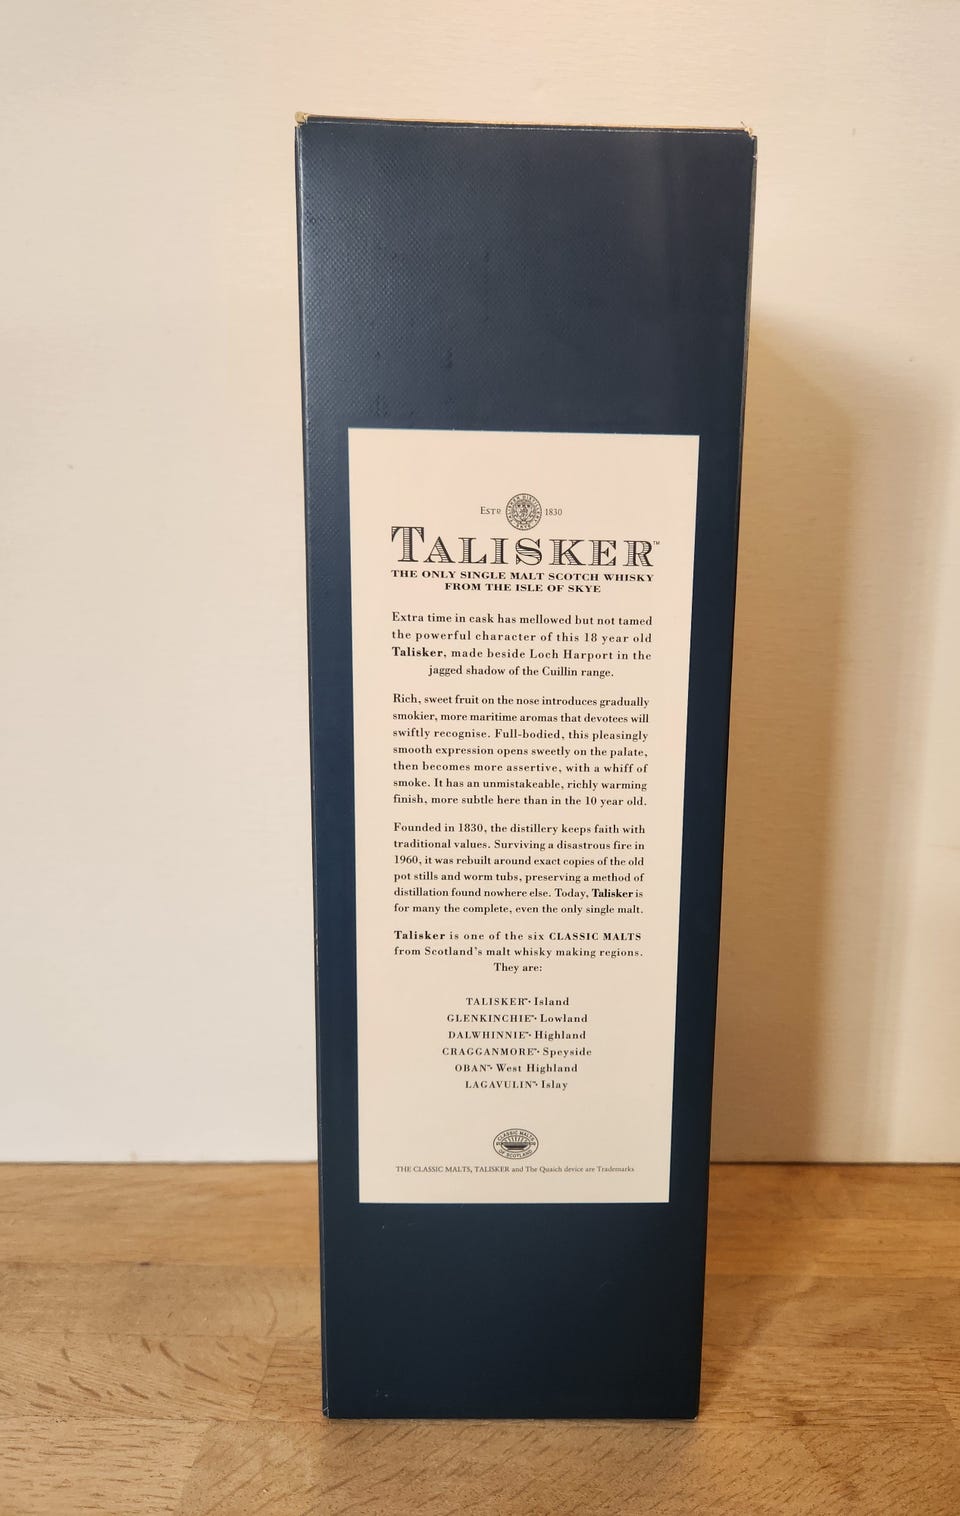 ESTD 1830
TALISKER™
THE ONLY SINGLE MALT SCOTCH WHISKY
FROM THE ISLE OF SKYE
Extra time in cask has mellowed but not tamed
the powerful character of this 18 year old
Talisker, made beside Loch Harport in the
jagged shadow of the Cuillin range.
Rich, sweet fruit on the nose introduces gradually
smokier, more maritime aromas that devotees will
swiftly recognise. Full-bodied, this pleasingly
smooth expression opens sweetly on the palate,
then becomes more assertive, with a whiff of
smoke. It has an unmistakeable, richly warming
finish, more subtle here than in the 10 year old.
Founded in 1830, the distillery keeps faith with
traditional values. Surviving a disastrous fire in
1960, it was rebuilt around exact copies of the old
pot stills and worm tubs, preserving a method of
distillation found nowhere else. Today, Talisker is
for many the complete, even the only single malt.
Talisker is one of the six CLASSIC MALTS
from Scotland's malt whisky making regions.
They are:
TALISKER™· Island
GLENKINCHIE™· Lowland
DALWHINNIE™· Highland
CRAGGANMORE™· Speyside
OBAN™· West Highland
LAGAVULIN™· Islay
CLASSIC MALTS
OF SCOTLAND
THE CLASSIC MALTS, TALISKER and The Quaich device are Trademarks